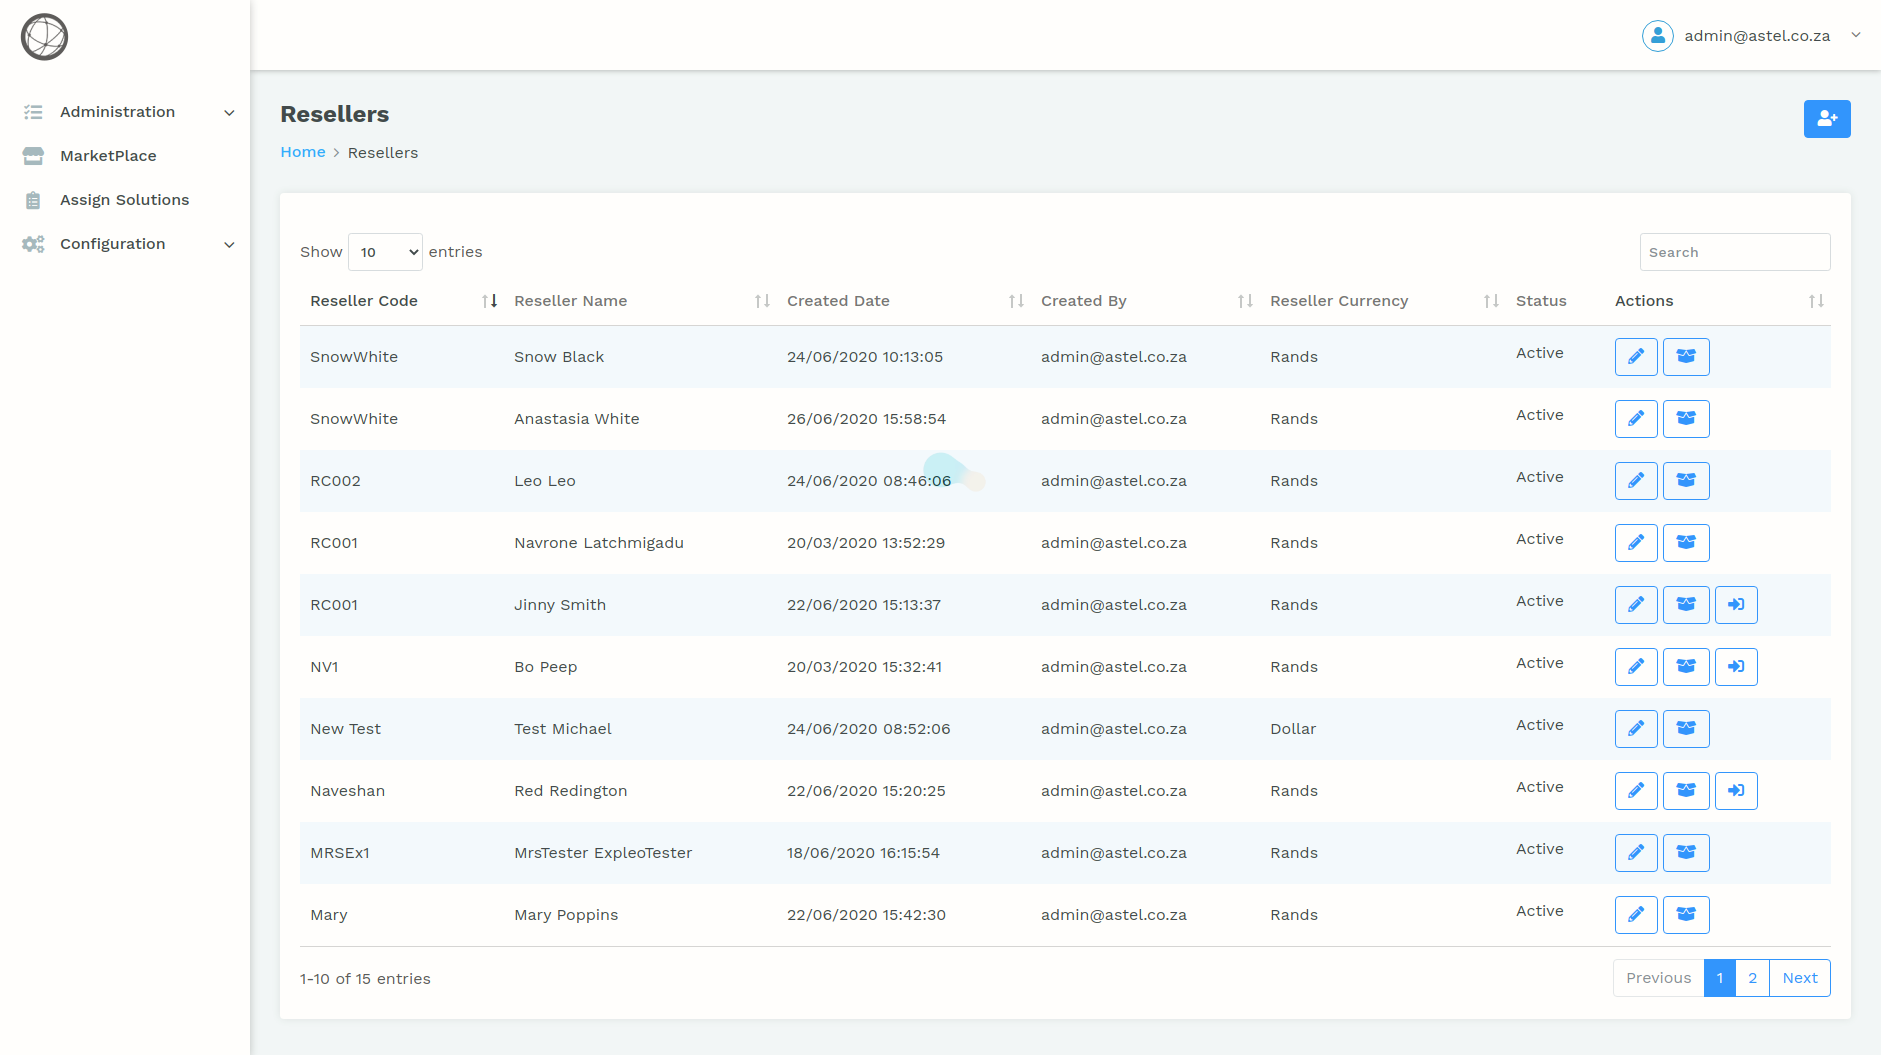 admin@astel.co.za
Administration
MarketPlace
Assign Solutions
Configuration
Resellers
Home > Resellers
Show 10 entries
Search
Reseller Code Reseller Name Created Date Created By Reseller Currency Status Actions
SnowWhite Snow Black 24/06/2020 10:13:05 admin@astel.co.za Rands Active
SnowWhite Anastasia White 26/06/2020 15:58:54 admin@astel.co.za Rands Active
RC002 Leo Leo 24/06/2020 08:46:06 admin@astel.co.za Rands Active
RC001 Navrone Latchmigadu 20/03/2020 13:52:29 admin@astel.co.za Rands Active
RC001 Jinny Smith 22/06/2020 15:13:37 admin@astel.co.za Rands Active
NV1 Bo Peep 20/03/2020 15:32:41 admin@astel.co.za Rands Active
New Test Test Michael 24/06/2020 08:52:06 admin@astel.co.za Dollar Active
Naveshan Red Redington 22/06/2020 15:20:25 admin@astel.co.za Rands Active
MRSEx1 MrsTester ExpleoTester 18/06/2020 16:15:54 admin@astel.co.za Rands Active
Mary Mary Poppins 22/06/2020 15:42:30 admin@astel.co.za Rands Active
1-10 of 15 entries
Previous 1 2 Next